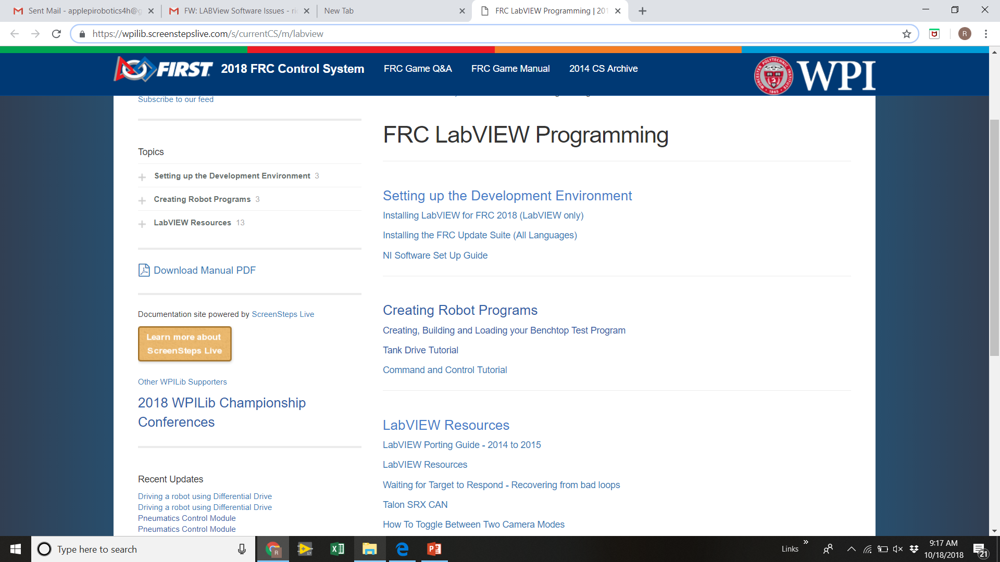 Sent Mail - applepirobotics4h@g
FW: LABView Software Issues - ri
New Tab
FRC LabVIEW Programming | 201
https://wpilib.screenstepslive.com/s/currentCS/m/labview
R
FIRST
2018 FRC Control System
FRC Game Q&A
FRC Game Manual
2014 CS Archive
WORCESTER POLYTECHNIC INSTITUTE
1865
WPI
Subscribe to our feed
Topics
Setting up the Development Environment 3
Creating Robot Programs 3
LabVIEW Resources 13
Download Manual PDF
Documentation site powered by ScreenSteps Live
Learn more about
ScreenSteps Live
Other WPILib Supporters
2018 WPILib Championship
Conferences
Recent Updates
Driving a robot using Differential Drive
Driving a robot using Differential Drive
Pneumatics Control Module
Pneumatics Control Module
FRC LabVIEW Programming
Setting up the Development Environment
Installing LabVIEW for FRC 2018 (LabVIEW only)
Installing the FRC Update Suite (All Languages)
NI Software Set Up Guide
Creating Robot Programs
Creating, Building and Loading your Benchtop Test Program
Tank Drive Tutorial
Command and Control Tutorial
LabVIEW Resources
LabVIEW Porting Guide - 2014 to 2015
LabVIEW Resources
Waiting for Target to Respond - Recovering from bad loops
Talon SRX CAN
How To Toggle Between Two Camera Modes
Type here to search
R
Links
9:17 AM
10/18/2018
21